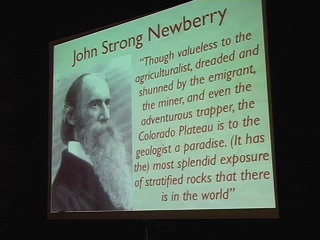 John Strong Newberry
"Though valueless to the
agriculturalist, dreaded and
shunned by the emigrant,
the miner, and even the
adventurous trapper, the
Colorado Plateau is to the
geologist a paradise. (It has
the) most splendid exposure
of stratified rocks that there
is in the world"